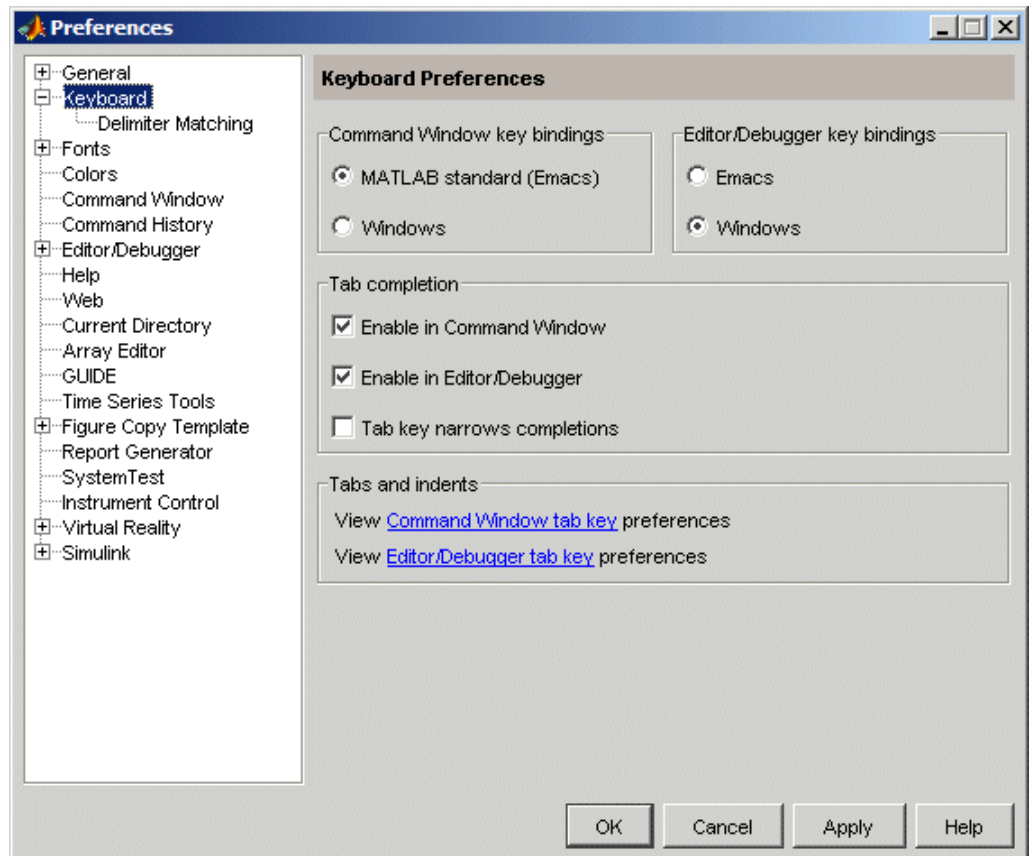 Preferences
General
Keyboard
Delimiter Matching
Fonts
Colors
Command Window
Command History
Editor/Debugger
Help
Web
Current Directory
Array Editor
GUIDE
Time Series Tools
Figure Copy Template
Report Generator
SystemTest
Instrument Control
Virtual Reality
Simulink
Keyboard Preferences
Command Window key bindings
MATLAB standard (Emacs)
Windows
Editor/Debugger key bindings
Emacs
Windows
Tab completion
Enable in Command Window
Enable in Editor/Debugger
Tab key narrows completions
Tabs and indents
View Command Window tab key preferences
View Editor/Debugger tab key preferences
OK
Cancel
Apply
Help